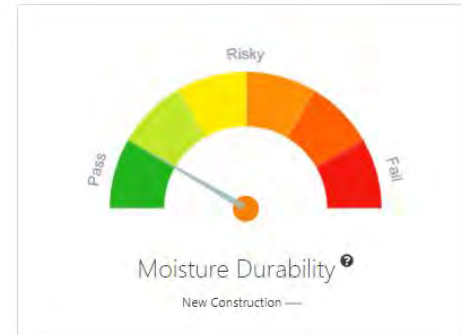 Risky
Pass
Fail
Moisture Durability ?
New Construction —